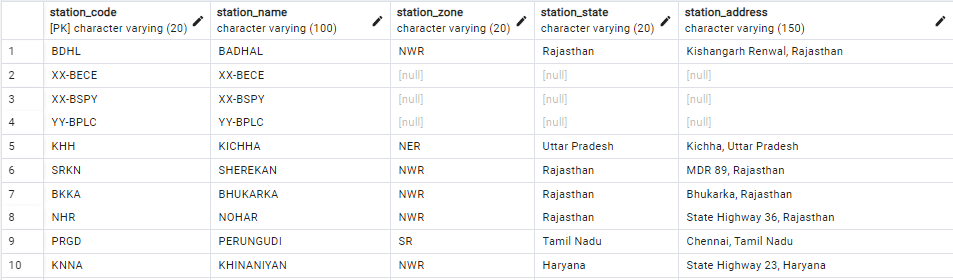 station_code station_name station_zone station_state station_address
[PK] character varying (20) character varying (100) character varying (20) character varying (20) character varying (150)
1 BDHL BADHAL NWR Rajasthan Kishangarh Renwal, Rajasthan
2 XX-BECE XX-BECE [null] [null] [null]
3 XX-BSPY XX-BSPY [null] [null] [null]
4 YY-BPLC YY-BPLC [null] [null] [null]
5 KHH KICHHA NER Uttar Pradesh Kichha, Uttar Pradesh
6 SRKN SHEREKAN NWR Rajasthan MDR 89, Rajasthan
7 BKKA BHUKARKA NWR Rajasthan Bhukarka, Rajasthan
8 NHR NOHAR NWR Rajasthan State Highway 36, Rajasthan
9 PRGD PERUNGUDI SR Tamil Nadu Chennai, Tamil Nadu
10 KNNA KHINANIYAN NWR Haryana State Highway 23, Haryana